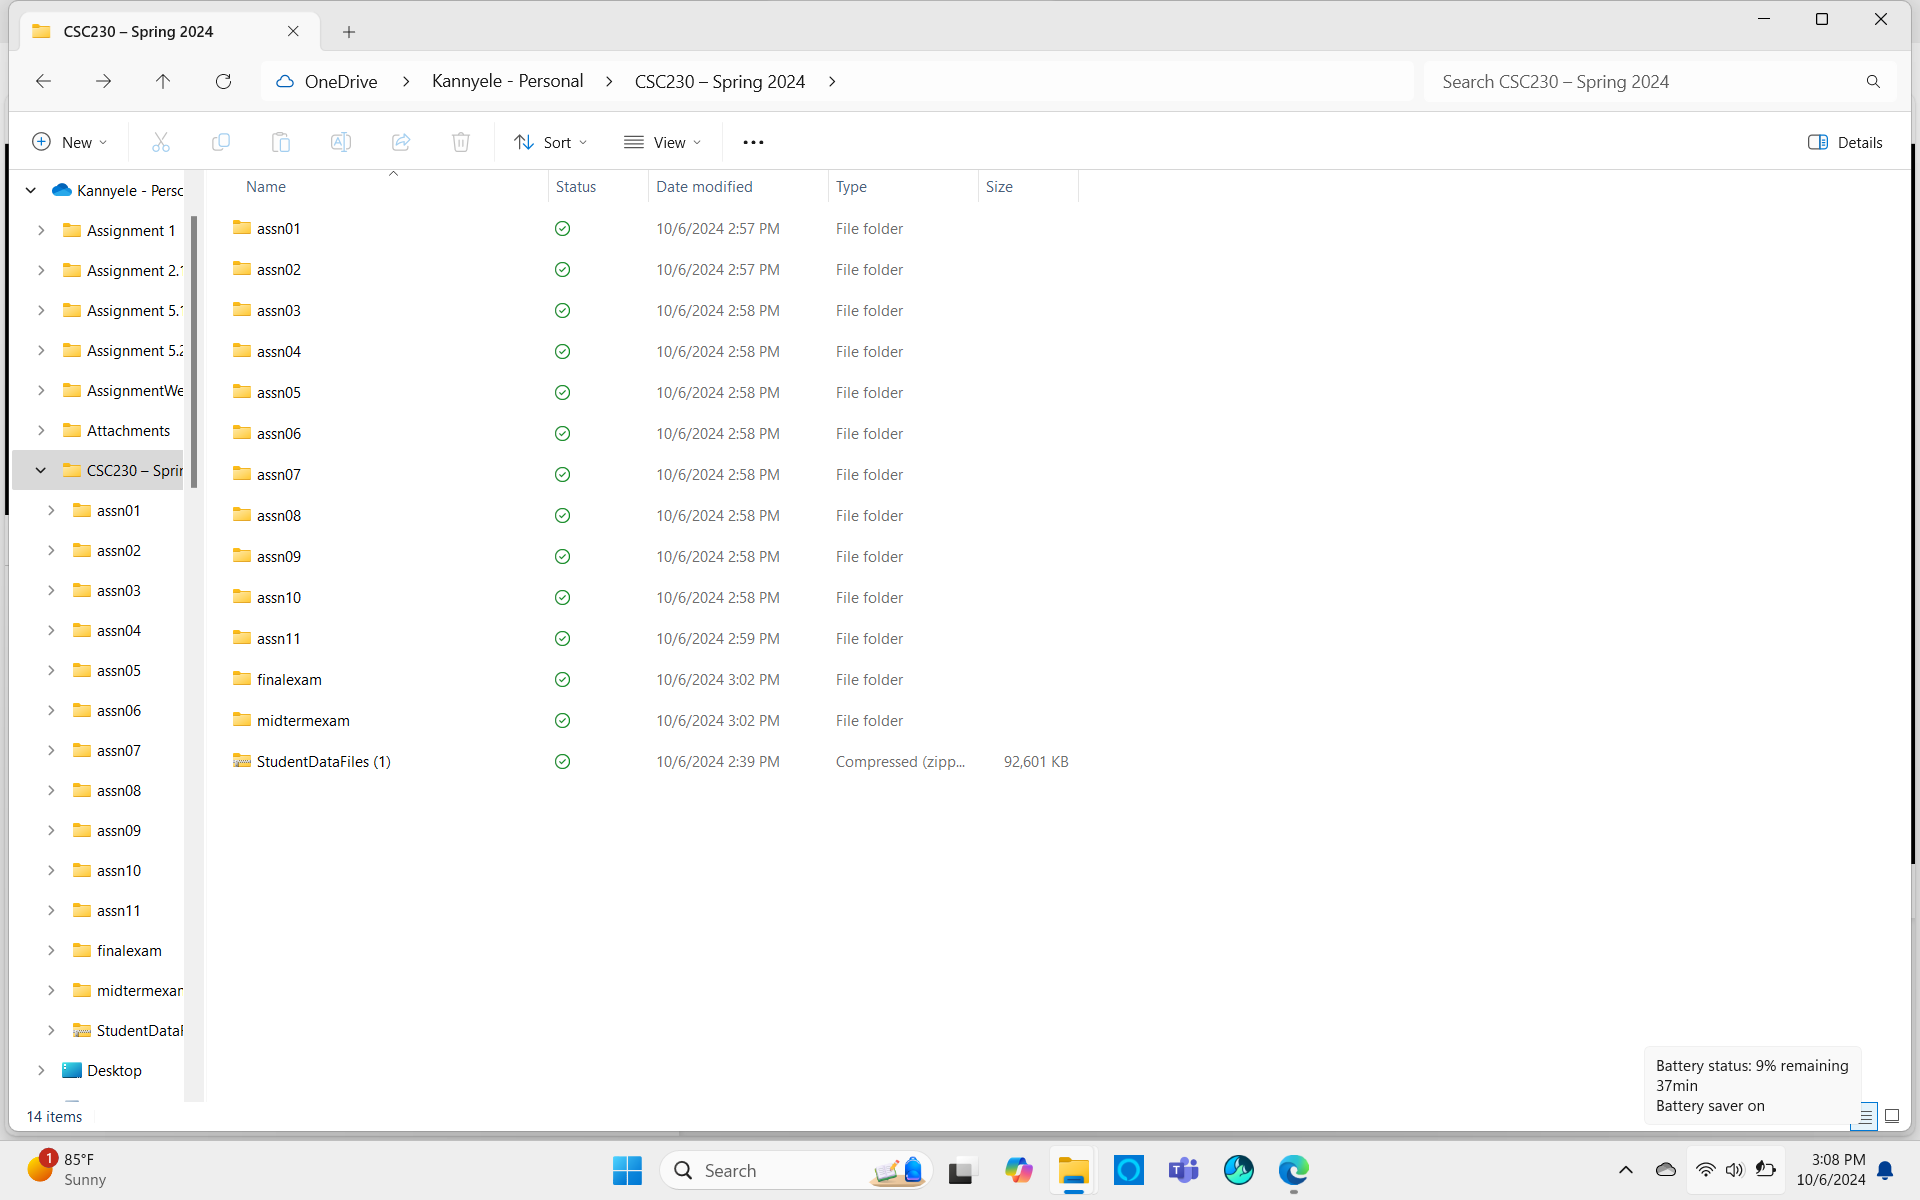 CSC230 – Spring 2024
OneDrive > Kannyele - Personal > CSC230 – Spring 2024 >
Search CSC230 – Spring 2024
New
Sort
View
Details
Kannyele - Perso
Assignment 1
Assignment 2.1
Assignment 5.1
Assignment 5.2
AssignmentWe
Attachments
CSC230 – Sprin
assn01
assn02
assn03
assn04
assn05
assn06
assn07
assn08
assn09
assn10
assn11
finalexam
midtermexam
StudentDataF
Desktop
Name Status Date modified Type Size
assn01 10/6/2024 2:57 PM File folder
assn02 10/6/2024 2:57 PM File folder
assn03 10/6/2024 2:58 PM File folder
assn04 10/6/2024 2:58 PM File folder
assn05 10/6/2024 2:58 PM File folder
assn06 10/6/2024 2:58 PM File folder
assn07 10/6/2024 2:58 PM File folder
assn08 10/6/2024 2:58 PM File folder
assn09 10/6/2024 2:58 PM File folder
assn10 10/6/2024 2:58 PM File folder
assn11 10/6/2024 2:59 PM File folder
finalexam 10/6/2024 3:02 PM File folder
midtermexam 10/6/2024 3:02 PM File folder
StudentDataFiles (1) 10/6/2024 2:39 PM Compressed (zipp... 92,601 KB
Battery status: 9% remaining
37min
Battery saver on
14 items
1
85°F
Sunny
Search
3:08 PM
10/6/2024